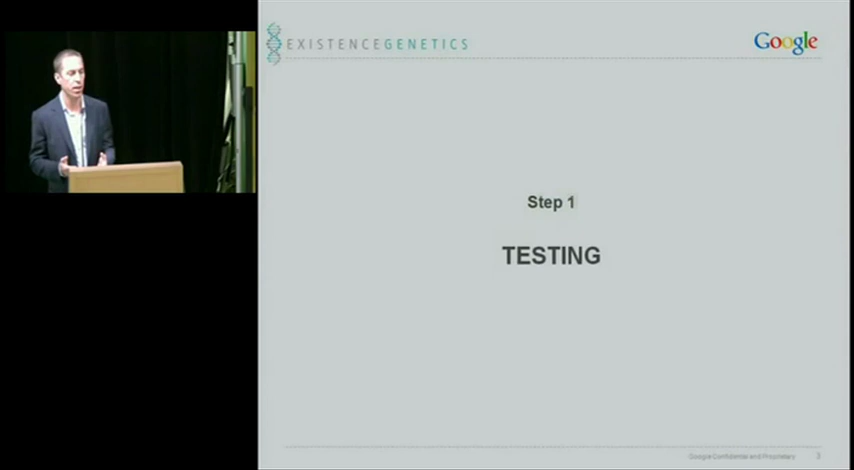 EXISTENCEGENETICS
Google
Step 1
TESTING
Google Confidential and Proprietary
3